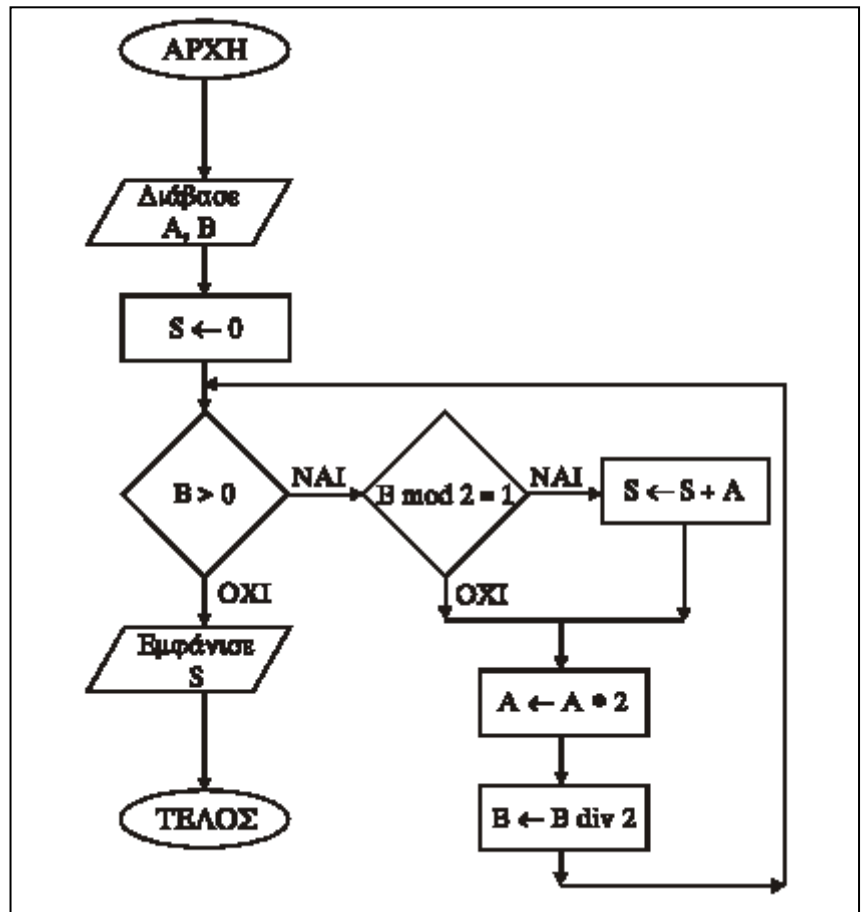 ΑΡΧΗ
Διάβασε
Α, Β
S ← 0
Β > 0
ΝΑΙ
Β mod 2 = 1
ΝΑΙ
S ← S + Α
ΟΧΙ
ΟΧΙ
Εμφάνισε
S
Α ← Α * 2
Β ← Β div 2
ΤΕΛΟΣ